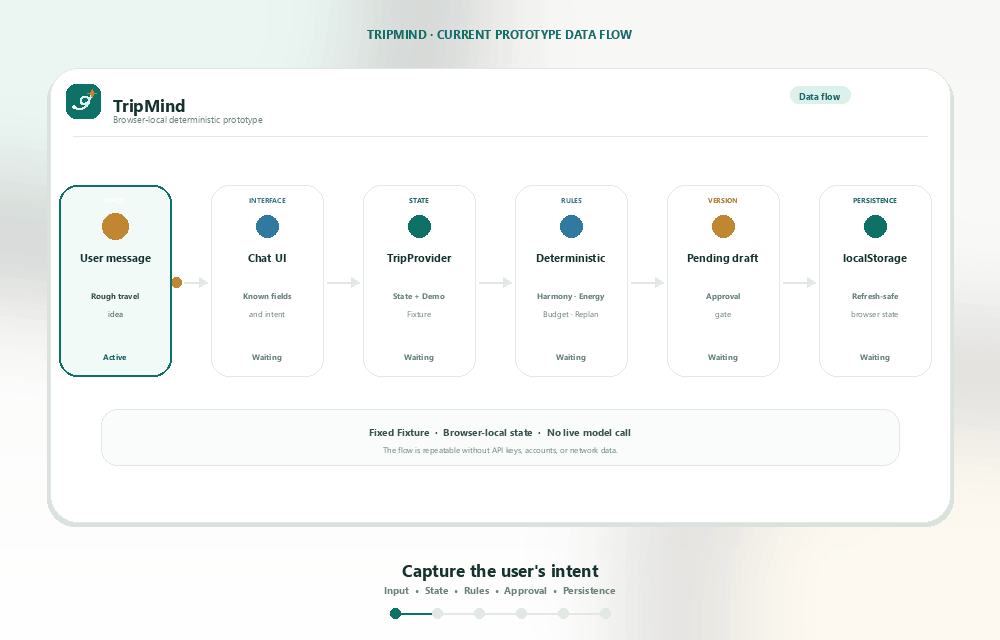 TRIPMIND · CURRENT PROTOTYPE DATA FLOW
TripMind
Browser-local deterministic prototype
Data flow
User message
Rough travel
idea
Active
INTERFACE
Chat UI
Known fields
and intent
Waiting
STATE
TripProvider
State + Demo
Fixture
Waiting
RULES
Deterministic
Harmony · Energy
Budget · Replan
Waiting
VERSION
Pending draft
Approval
gate
Waiting
PERSISTENCE
localStorage
Refresh-safe
browser state
Waiting
Fixed Fixture · Browser-local state · No live model call
The flow is repeatable without API keys, accounts, or network data.
Capture the user's intent
Input • State • Rules • Approval • Persistence